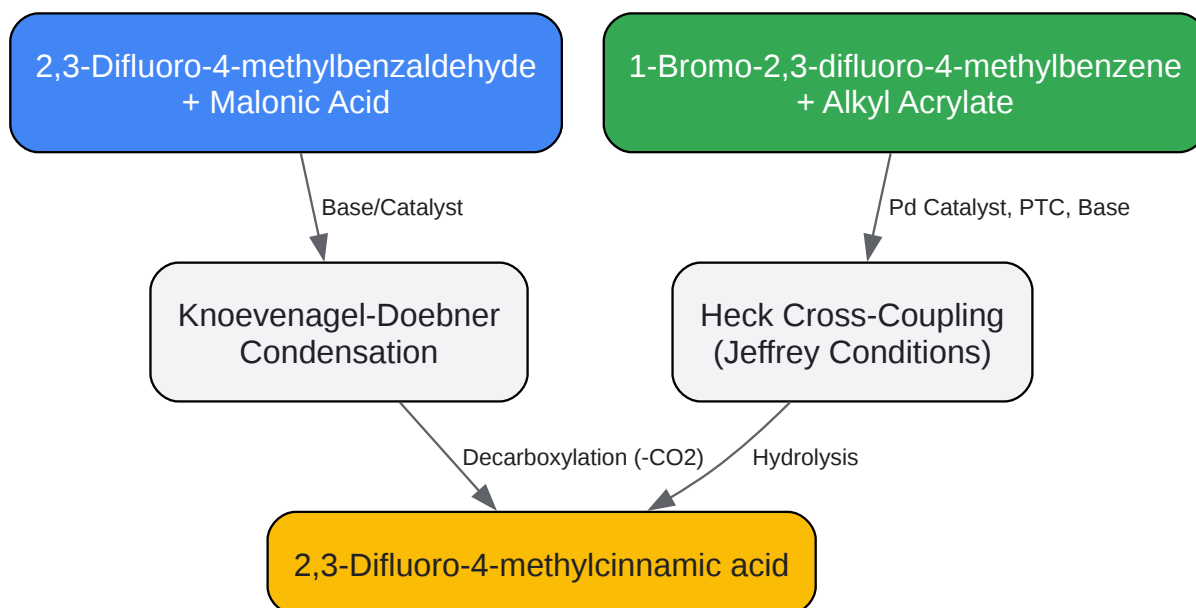 2,3-Difluoro-4-methylbenzaldehyde
+ Malonic Acid
1-Bromo-2,3-difluoro-4-methylbenzene
+ Alkyl Acrylate
Base/Catalyst
Pd Catalyst, PTC, Base
Knoevenagel-Doebner
Condensation
Heck Cross-Coupling
(Jeffrey Conditions)
Decarboxylation (-CO2)
Hydrolysis
2,3-Difluoro-4-methylcinnamic acid